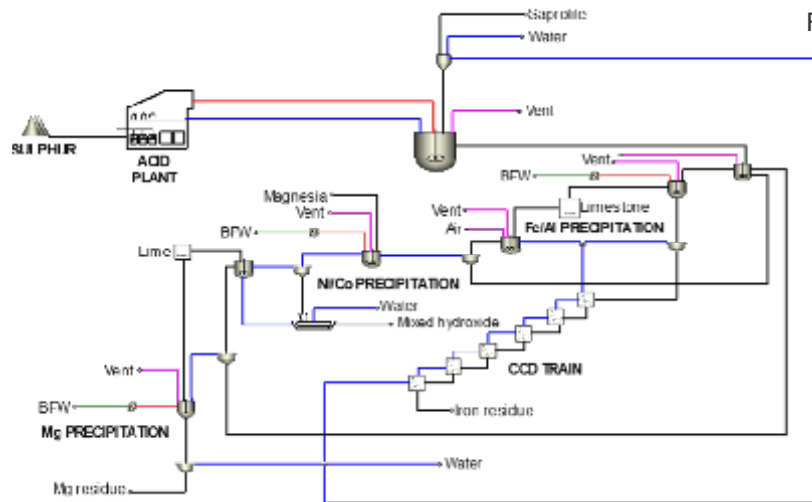 Saprolite
F
Water
Vent
SULPHUR
ACID
PLANT
Vent
BFW
Magnesia
Vent
BFW
Vent
Air
Limestone
Fe/Al PRECIPITATION
Lime
Ni/Co PRECIPITATION
Water
Mixed hydroxide
CCD TRAIN
Vent
BFW
Mg PRECIPITATION
Iron residue
Water
Mg residue